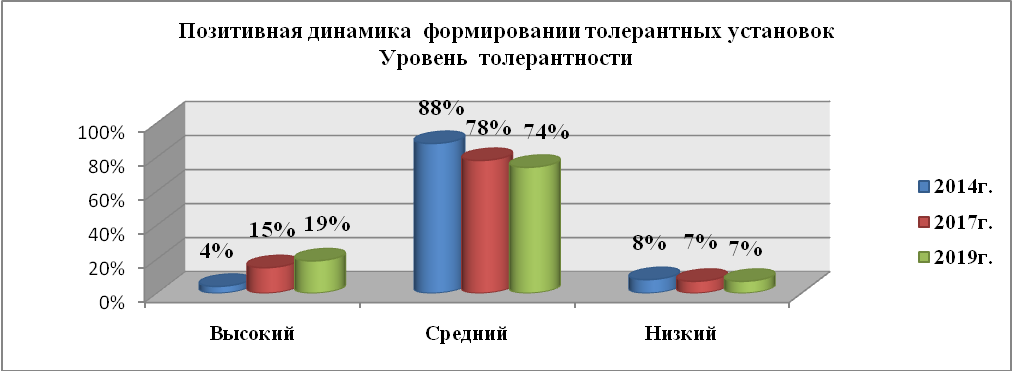 Позитивная динамика формировании толерантных установок
Уровень толерантности
88%
78%
74%
4%
15%
19%
8%
7%
7%
100%
80%
60%
40%
20%
0%
Высокий
Средний
Низкий
2014г.
2017г.
2019г.